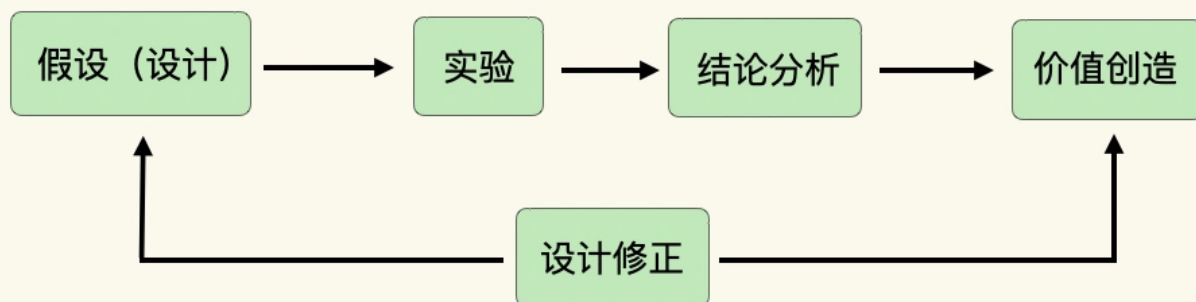 假设（设计）
实验
结论分析
价值创造
设计修正